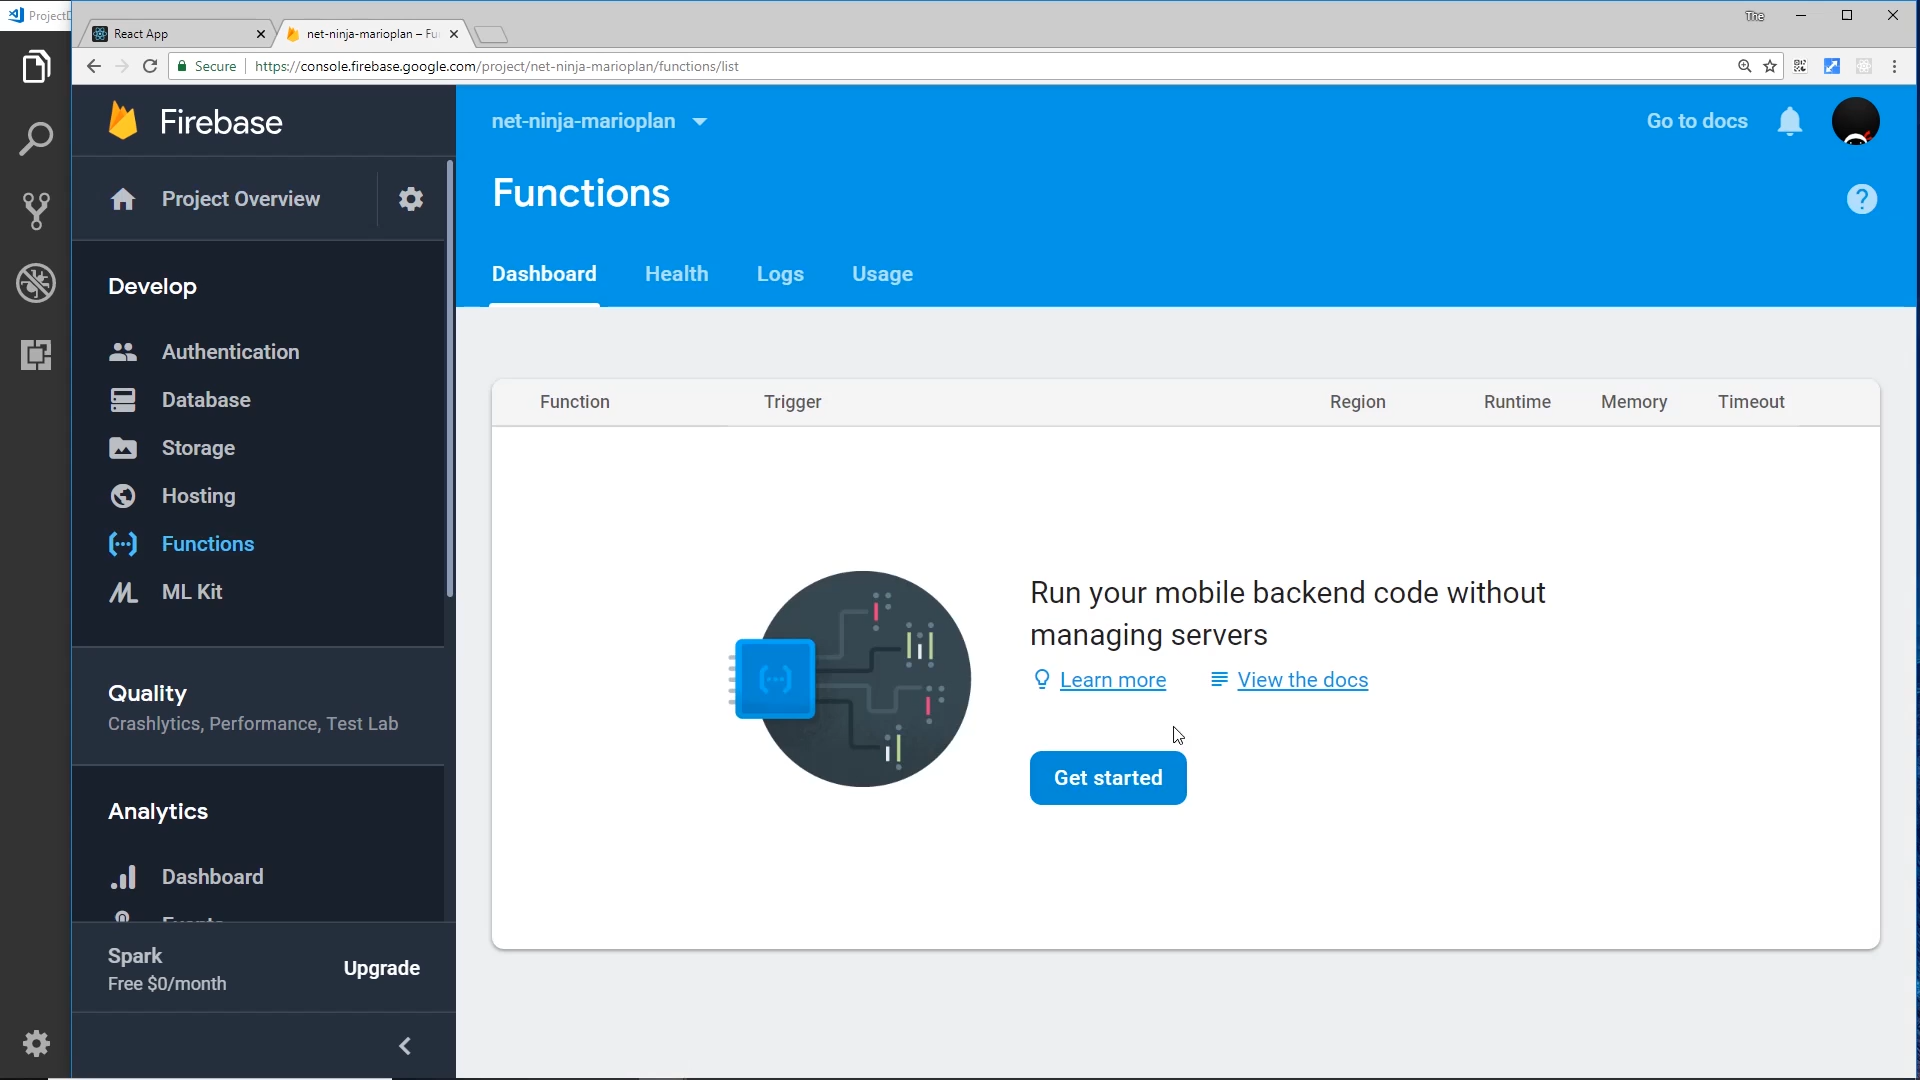 ProjectD
React App
net-ninja-marioplan – Fu
The
Secure
https://console.firebase.google.com/project/net-ninja-marioplan/functions/list
Firebase
net-ninja-marioplan
Go to docs
Project Overview
Functions
?
Dashboard
Health
Logs
Usage
Develop
Authentication
Database
Storage
Hosting
Functions
ML Kit
Function
Trigger
Region
Runtime
Memory
Timeout
Run your mobile backend code without
managing servers
Learn more
View the docs
Get started
Quality
Crashlytics, Performance, Test Lab
Analytics
Dashboard
Spark
Free $0/month
Upgrade